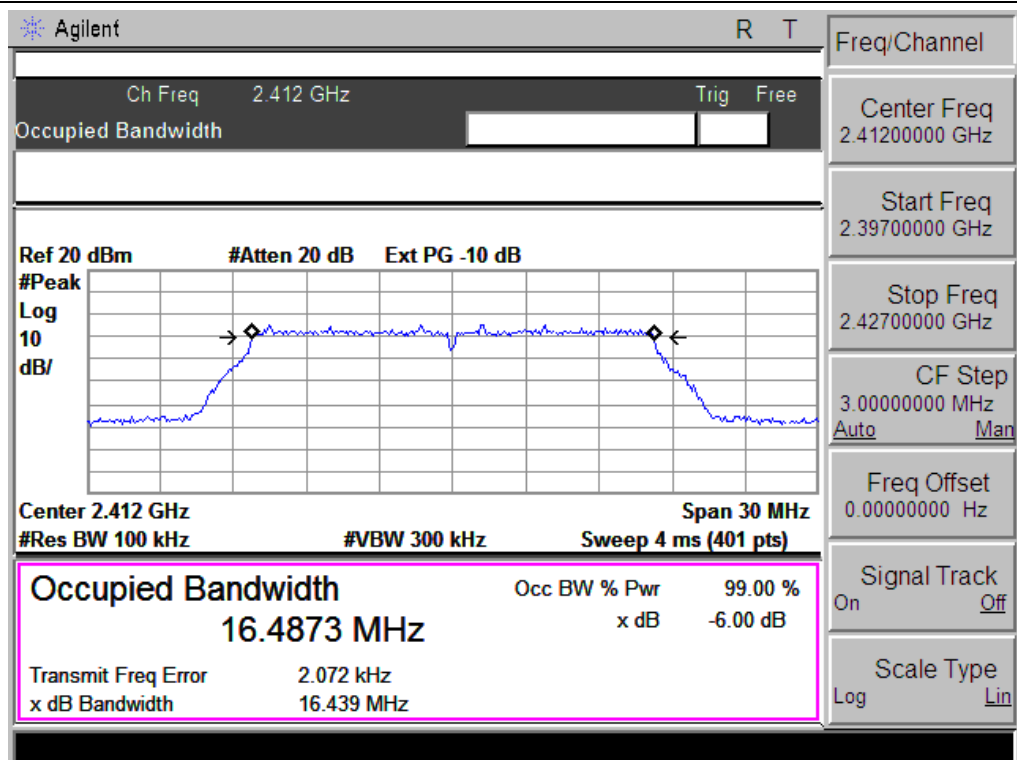 Agilent R T
Ch Freq 2.412 GHz Trig Free
Occupied Bandwidth
Ref 20 dBm #Atten 20 dB Ext PG -10 dB
#Peak
Log
10
dB/
Center 2.412 GHz Span 30 MHz
#Res BW 100 kHz #VBW 300 kHz Sweep 4 ms (401 pts)
Occupied Bandwidth
16.4873 MHz
Occ BW % Pwr 99.00 %
x dB -6.00 dB
Transmit Freq Error 2.072 kHz
x dB Bandwidth 16.439 MHz
Freq/Channel
Center Freq
2.41200000 GHz
Start Freq
2.39700000 GHz
Stop Freq
2.42700000 GHz
CF Step
3.00000000 MHz
Auto Man
Freq Offset
0.00000000 Hz
Signal Track
On Off
Scale Type
Log Lin